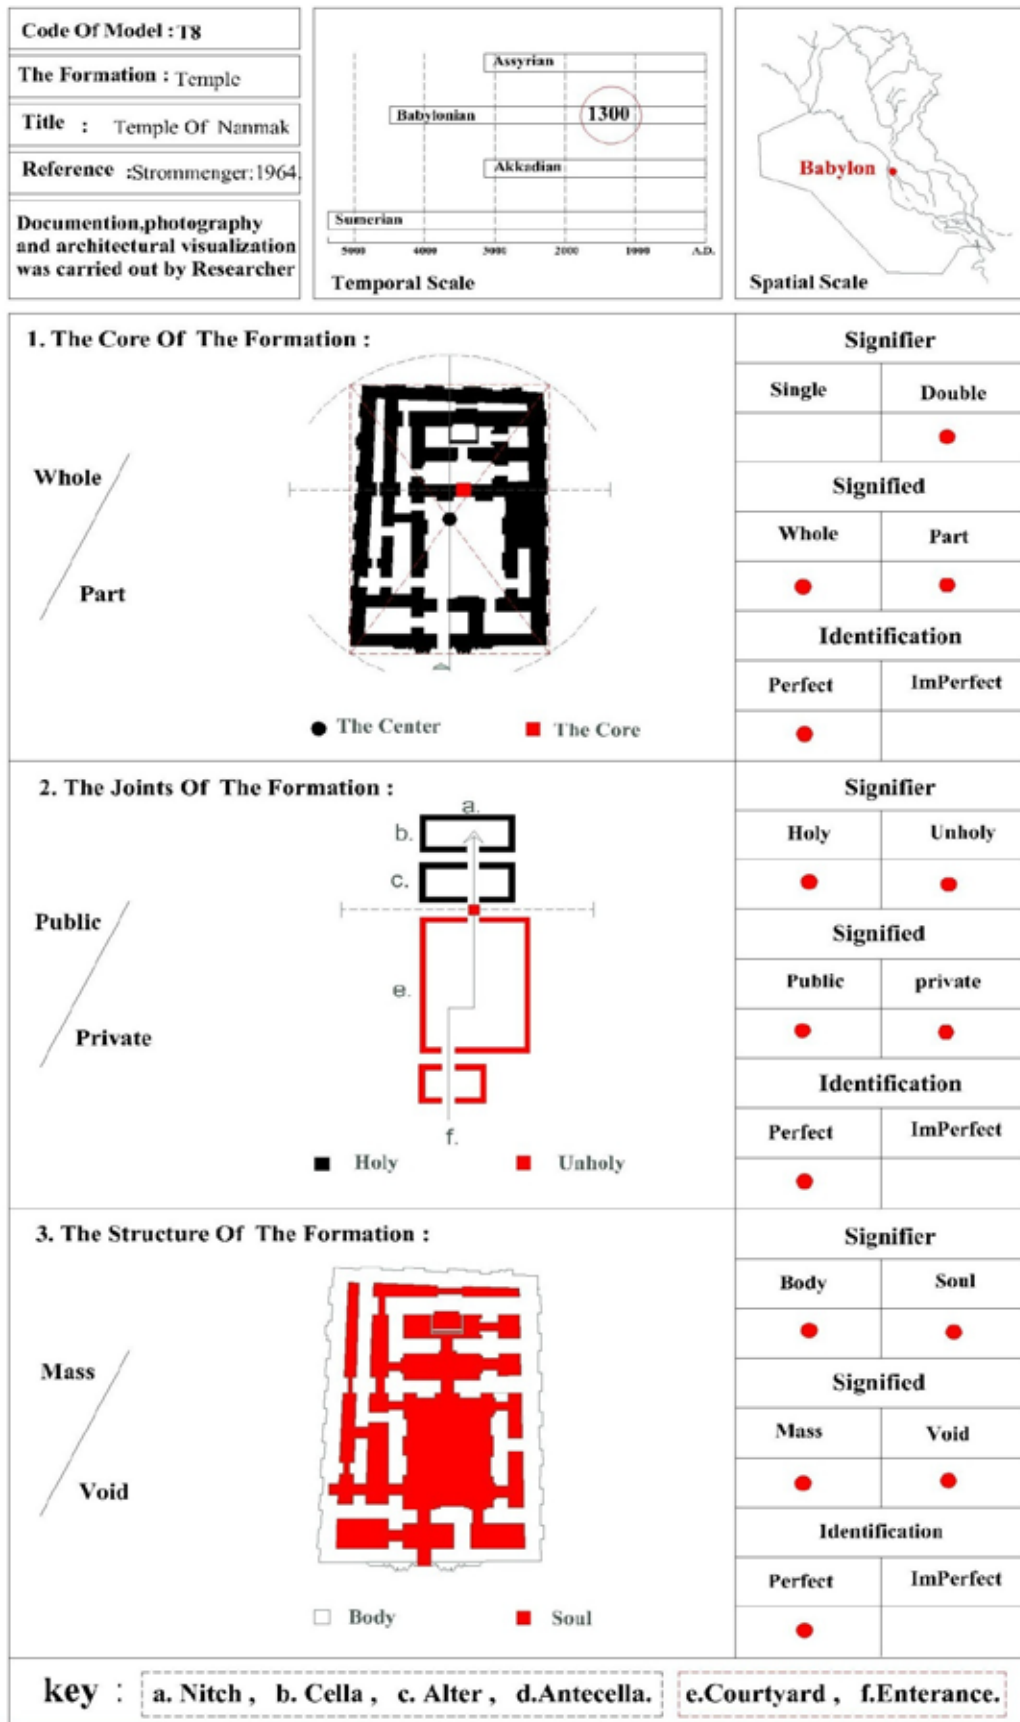 Code Of Model : T8
The Formation : Temple
Title : Temple Of Nanmak
Reference :Strommenger:1964.
Documention,photography
and architectural visualization
was carried out by Researcher
Assyrian
Babylonian
1300
Akkadian
Sumerian
5000 4000 3000 2000 1000 A.D.
Temporal Scale
Babylon
Spatial Scale
1. The Core Of The Formation :
Whole
Part
The Center
The Core
Signifier
Single Double
Signified
Whole Part
Identification
Perfect ImPerfect
2. The Joints Of The Formation :
a.
b.
c.
e.
f.
Public
Private
Holy
Unholy
Signifier
Holy Unholy
Signified
Public private
Identification
Perfect ImPerfect
3. The Structure Of The Formation :
Mass
Void
Body
Soul
Signifier
Body Soul
Signified
Mass Void
Identification
Perfect ImPerfect
key : a. Nitch , b. Cella , c. Alter , d.Antecella. e.Courtyard , f.Enterance.